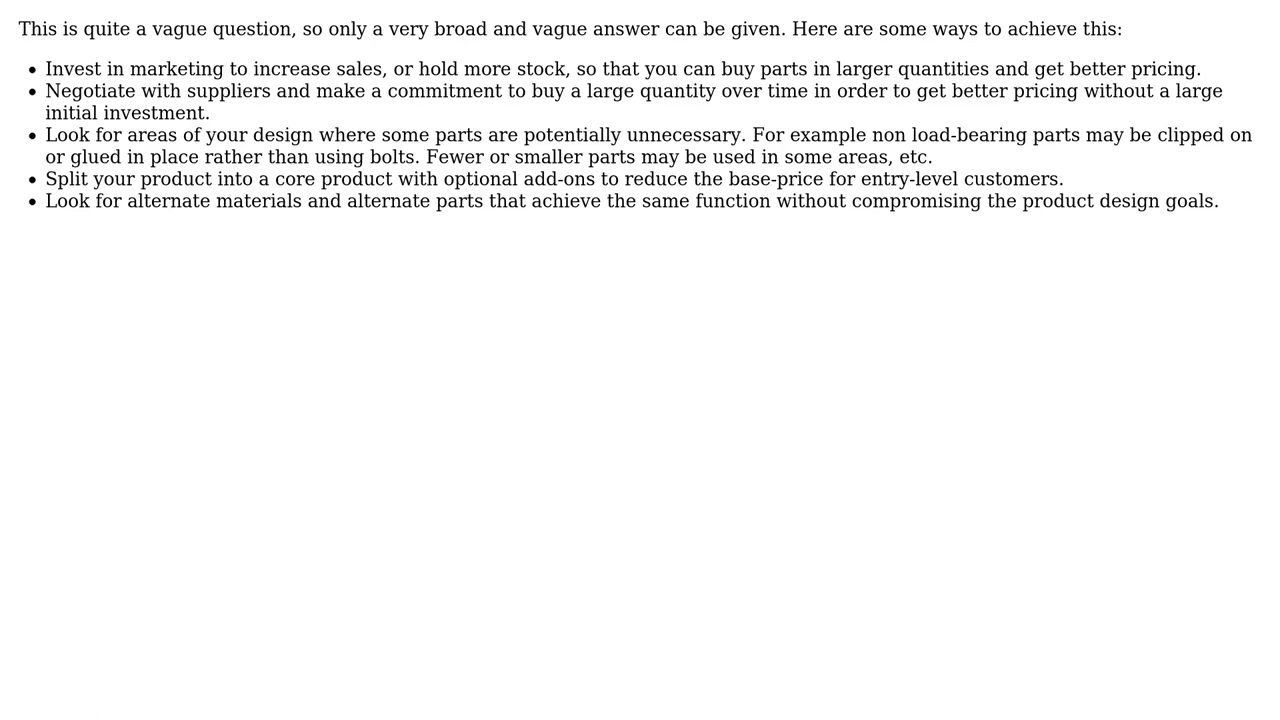 This is quite a vague question, so only a very broad and vague answer can be given. Here are some ways to achieve this:
• Invest in marketing to increase sales, or hold more stock, so that you can buy parts in larger quantities and get better pricing.
• Negotiate with suppliers and make a commitment to buy a large quantity over time in order to get better pricing without a large
initial investment.
• Look for areas of your design where some parts are potentially unnecessary. For example non load-bearing parts may be clipped on
or glued in place rather than using bolts. Fewer or smaller parts may be used in some areas, etc.
• Split your product into a core product with optional add-ons to reduce the base-price for entry-level customers.
• Look for alternate materials and alternate parts that achieve the same function without compromising the product design goals.